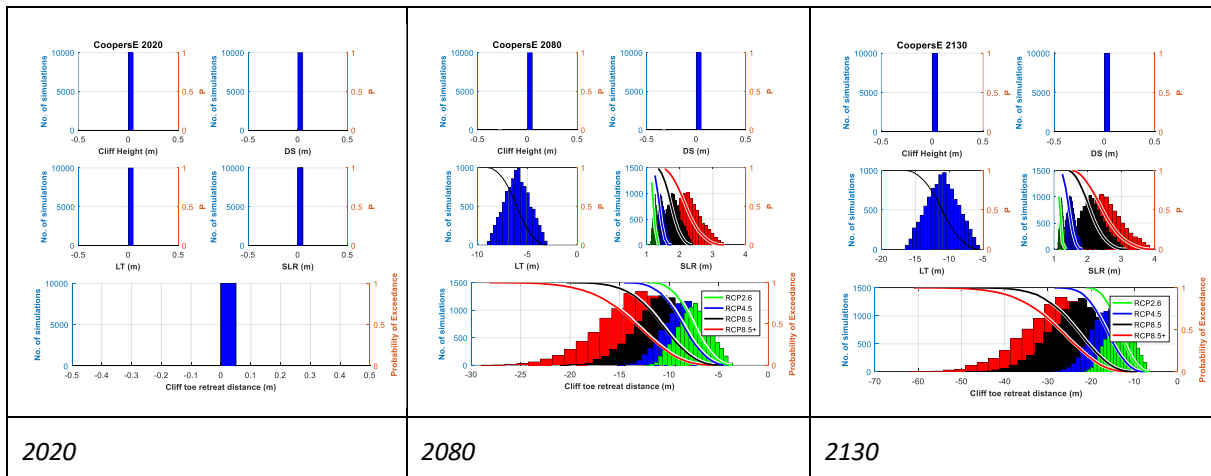 CoopersE 2020
No. of simulations
10000
5000
0
1
0.5
0
P
-0.5 0 0.5
Cliff Height (m)
No. of simulations
10000
5000
0
1
0.5
0
P
-0.5 0 0.5
DS (m)
No. of simulations
10000
5000
0
1
0.5
0
P
-0.5 0 0.5
LT (m)
No. of simulations
10000
5000
0
1
0.5
0
P
-0.5 0 0.5
SLR (m)
No. of simulations
10000
5000
0
1
0.5
0
Probability of Exceedance
-0.5 -0.4 -0.3 -0.2 -0.1 0 0.1 0.2 0.3 0.4 0.5
Cliff toe retreat distance (m)
2020
CoopersE 2080
No. of simulations
10000
5000
0
1
0.5
0
P
-0.5 0 0.5
Cliff Height (m)
No. of simulations
10000
5000
0
1
0.5
0
P
-0.5 0 0.5
DS (m)
No. of simulations
1000
500
0
1
0.5
0
P
-10 -5 0
LT (m)
No. of simulations
1500
1000
500
0
1
0.5
0
P
1 2 3 4
SLR (m)
No. of simulations
1500
1000
500
0
1
0.5
0
Probability of Exceedance
RCP2.6
RCP4.5
RCP8.5
RCP8.5+
-30 -25 -20 -15 -10 -5 0
Cliff toe retreat distance (m)
2080
CoopersE 2130
No. of simulations
10000
5000
0
1
0.5
0
P
-0.5 0 0.5
Cliff Height (m)
No. of simulations
10000
5000
0
1
0.5
0
P
-0.5 0 0.5
DS (m)
No. of simulations
1000
500
0
1
0.5
0
P
-20 -15 -10 -5
LT (m)
No. of simulations
1500
1000
500
0
1
0.5
0
P
1 2 3 4
SLR (m)
No. of simulations
1500
1000
500
0
1
0.5
0
Probability of Exceedance
RCP2.6
RCP4.5
RCP8.5
RCP8.5+
-70 -60 -50 -40 -30 -20 -10 0
Cliff toe retreat distance (m)
2130